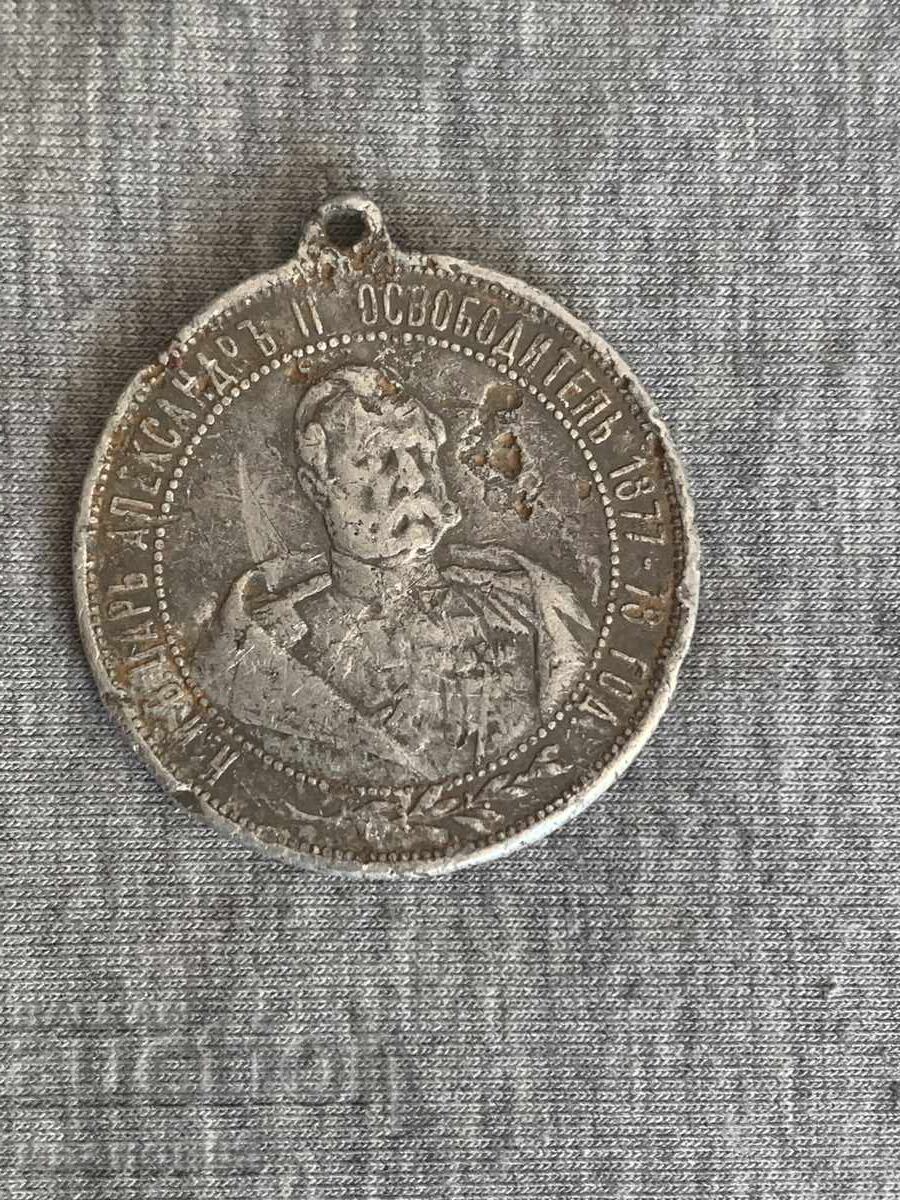 Н. И. В. ЦАРЬ АЛЕКСАНДРЪ II ОСВОБОДИТЕЛЬ 1877-78 ГОД.